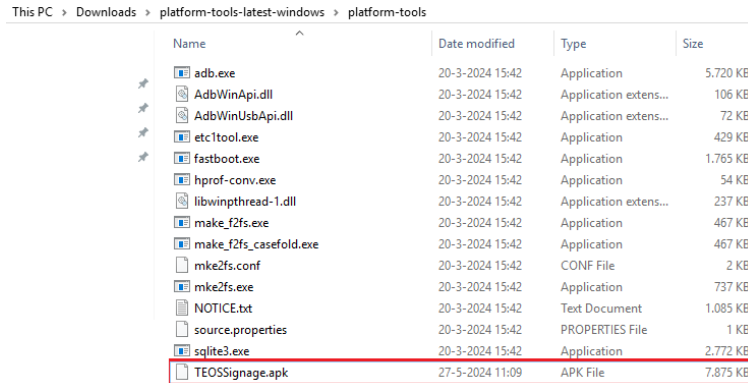 This PC > Downloads > platform-tools-latest-windows > platform-tools
Name Date modified Type Size
adb.exe 20-3-2024 15:42 Application 5.720 KB
AdbWinApi.dll 20-3-2024 15:42 Application extens... 106 KB
AdbWinUsbApi.dll 20-3-2024 15:42 Application extens... 72 KB
etc1tool.exe 20-3-2024 15:42 Application 429 KB
fastboot.exe 20-3-2024 15:42 Application 1.765 KB
hprof-conv.exe 20-3-2024 15:42 Application 54 KB
libwinpthread-1.dll 20-3-2024 15:42 Application extens... 237 KB
make_f2fs.exe 20-3-2024 15:42 Application 467 KB
make_f2fs_casefold.exe 20-3-2024 15:42 Application 467 KB
mke2fs.conf 20-3-2024 15:42 CONF File 2 KB
mke2fs.exe 20-3-2024 15:42 Application 737 KB
NOTICE.txt 20-3-2024 15:42 Text Document 1.085 KB
source.properties 20-3-2024 15:42 PROPERTIES File 1 KB
sqlite3.exe 20-3-2024 15:42 Application 2.772 KB
TEOSSignage.apk 27-5-2024 11:09 APK File 7.875 KB